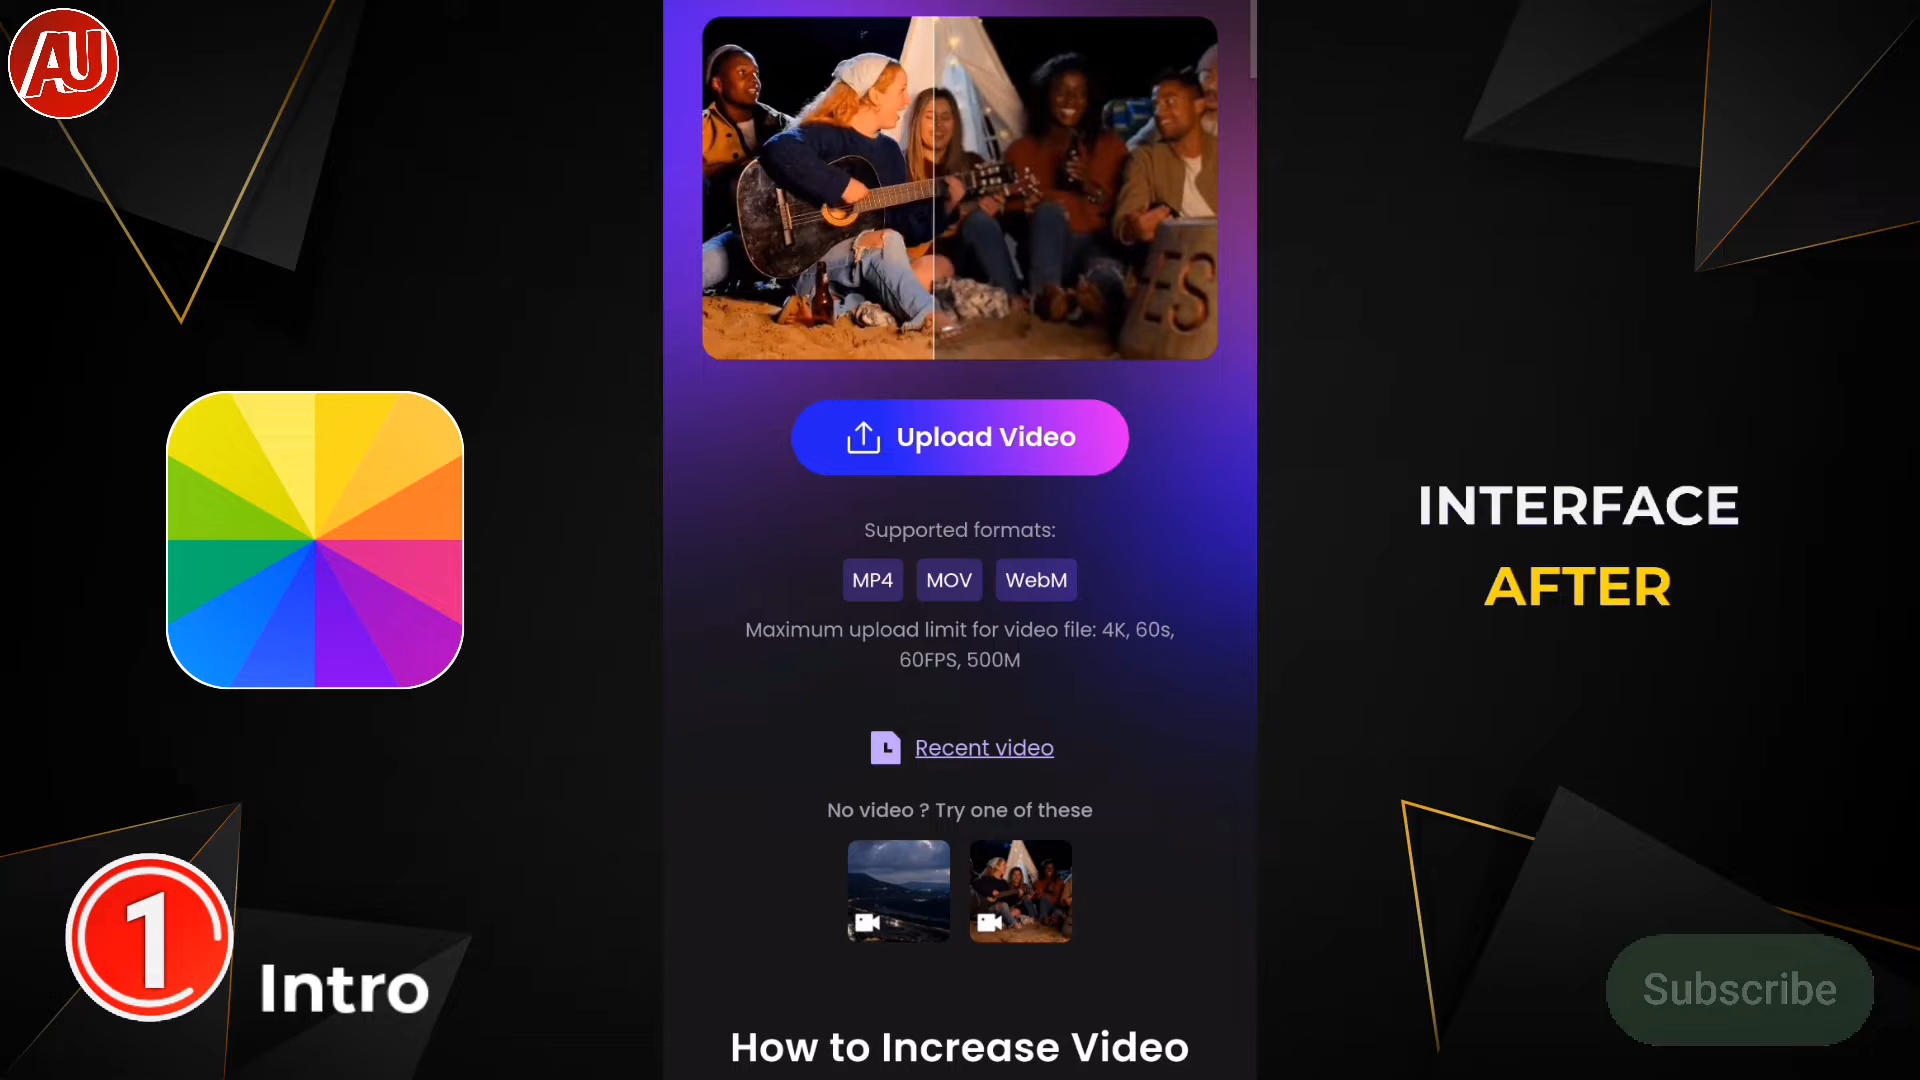 AU
ES
Upload Video
Supported formats:
MP4 MOV WebM
Maximum upload limit for video file: 4K, 60s,
60FPS, 500M
Recent video
No video ? Try one of these
How to Increase Video
INTERFACE
AFTER
1
Intro
Subscribe